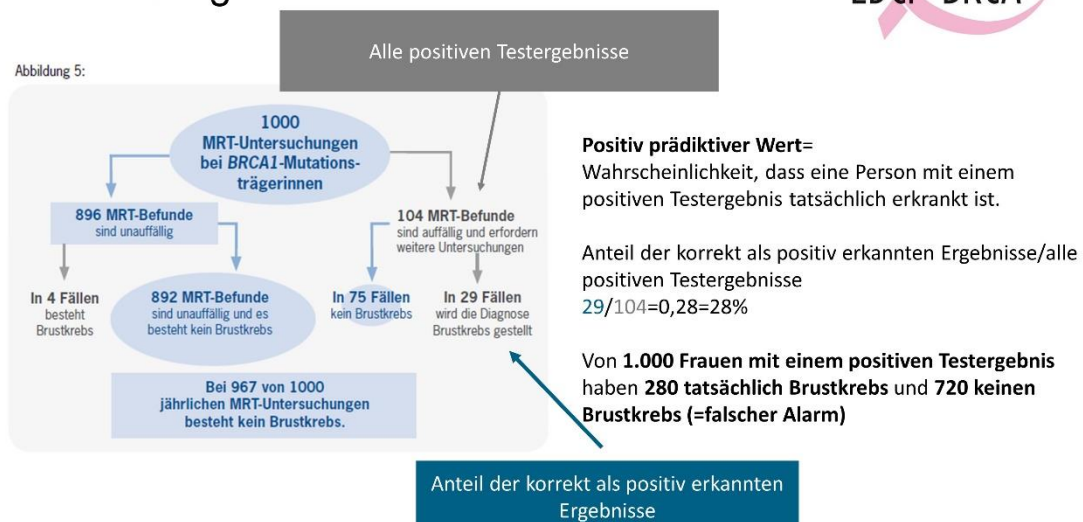 Alle positiven Testergebnisse
Abbildung 5:
1000
MRT-Untersuchungen
bei BRCA1-Mutations-
trägerinnen
896 MRT-Befunde
sind unauffällig
104 MRT-Befunde
sind auffällig und erfordern
weitere Untersuchungen
In 4 Fällen
besteht
Brustkrebs
892 MRT-Befunde
sind unauffällig und es
besteht kein Brustkrebs
In 75 Fällen
kein Brustkrebs
In 29 Fällen
wird die Diagnose
Brustkrebs gestellt
Bei 967 von 1000
jährlichen MRT-Untersuchungen
besteht kein Brustkrebs.
Positiv prädiktiver Wert=
Wahrscheinlichkeit, dass eine Person mit einem
positiven Testergebnis tatsächlich erkrankt ist.
Anteil der korrekt als positiv erkannten Ergebnisse/alle
positiven Testergebnisse
29/104=0,28=28%
Von 1.000 Frauen mit einem positiven Testergebnis
haben 280 tatsächlich Brustkrebs und 720 keinen
Brustkrebs (=falscher Alarm)
Anteil der korrekt als positiv erkannten
Ergebnisse